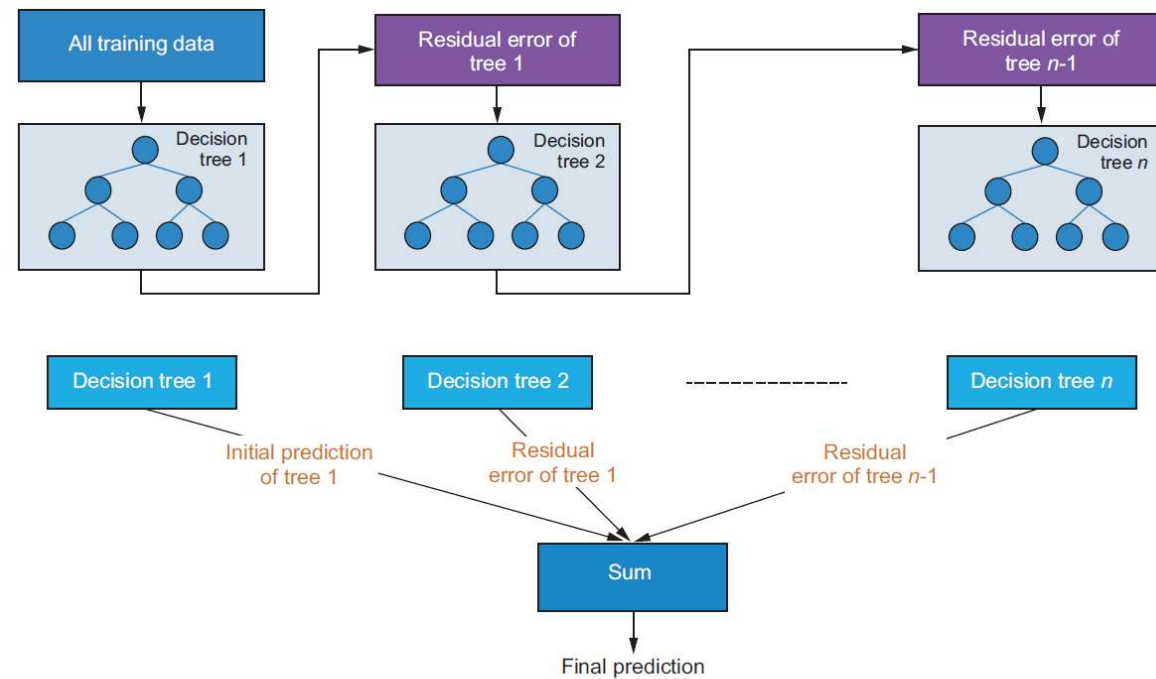 All training data
Residual error of
tree 1
Residual error of
tree n-1
Decision
tree 1
Decision
tree 2
Decision
tree n
Decision tree 1
Decision tree 2
Decision tree n
Initial prediction
of tree 1
Residual
error of tree 1
Residual
error of tree n-1
Sum
Final prediction